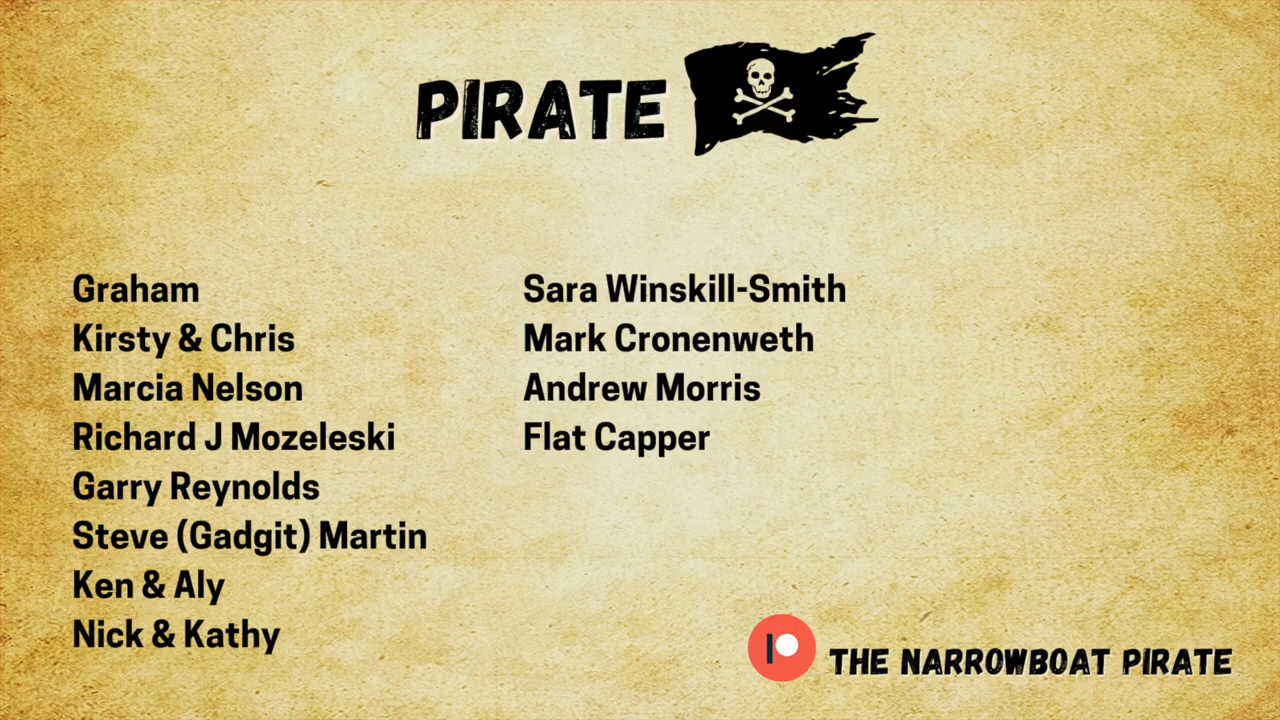 PIRATE
Graham
Kirsty & Chris
Marcia Nelson
Richard J Mozeleski
Garry Reynolds
Steve (Gadgit) Martin
Ken & Aly
Nick & Kathy
Sara Winskill-Smith
Mark Cronenweth
Andrew Morris
Flat Capper
THE NARROWBOAT PIRATE